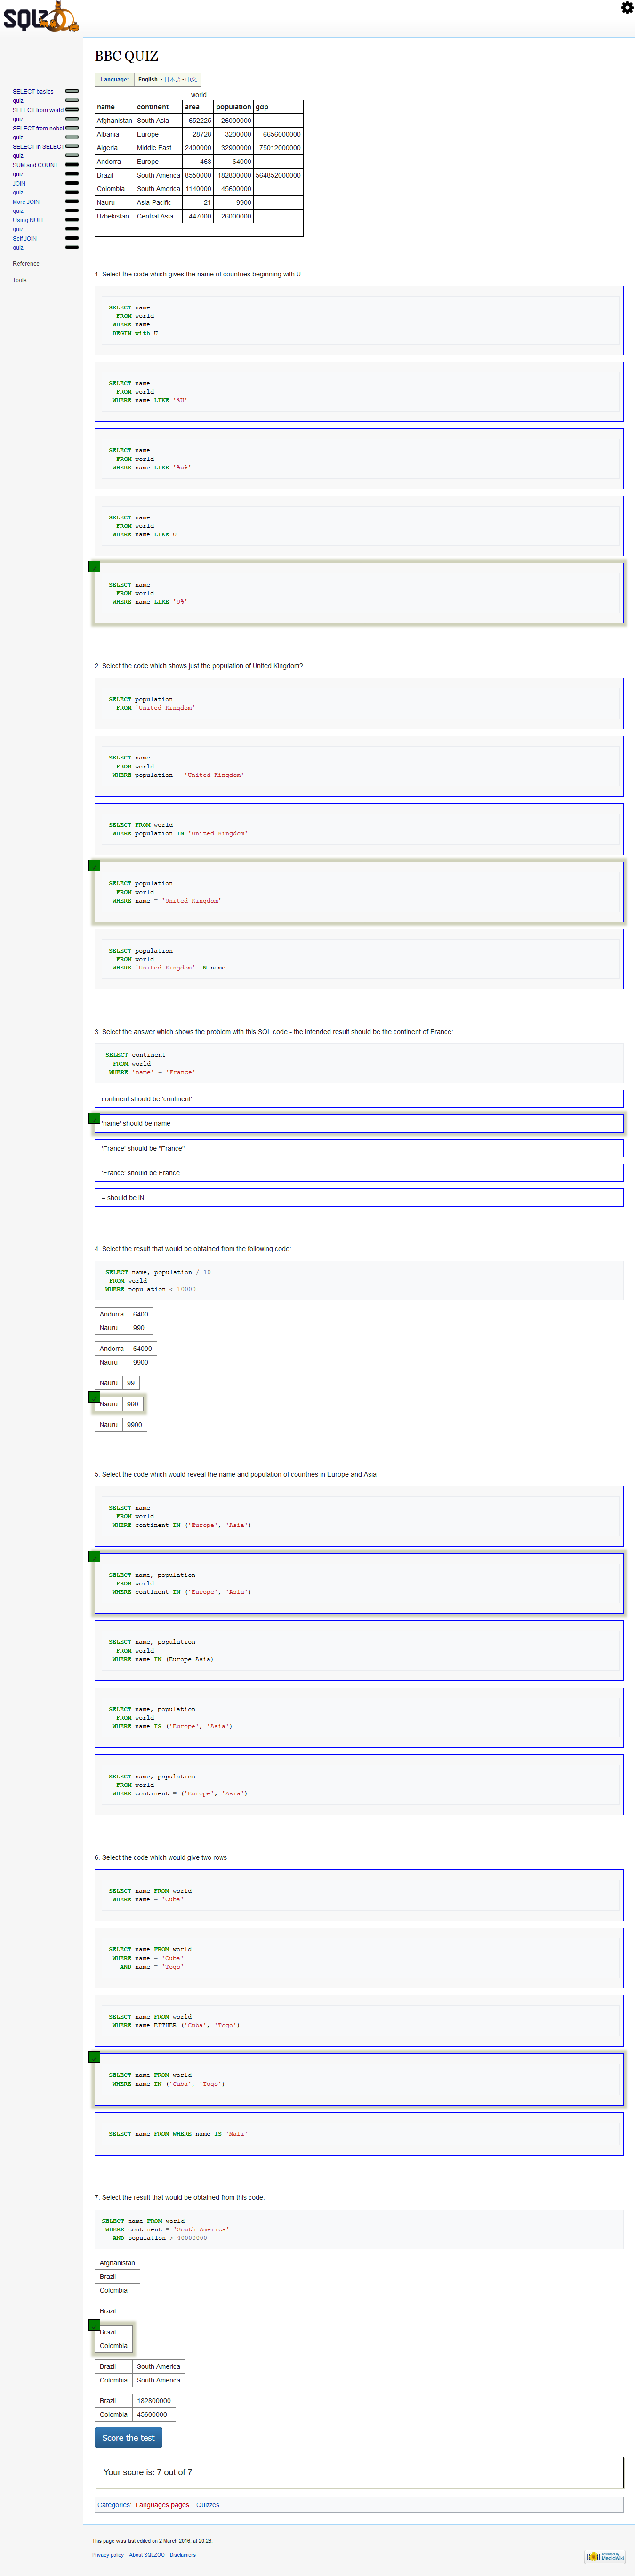 SQLZOO
BBC QUIZ
Language: English • 日本語 • 中文
SELECT basics
quiz
SELECT from world
quiz
SELECT from nobel
quiz
SELECT in SELECT
quiz
SUM and COUNT
quiz
JOIN
quiz
More JOIN
quiz
Using NULL
quiz
Self JOIN
quiz
Reference
Tools
world
name continent area population gdp
Afghanistan South Asia 652225 26000000
Albania Europe 28728 3200000 6656000000
Algeria Middle East 2400000 32900000 75012000000
Andorra Europe 468 64000
Brazil South America 8550000 182800000 564852000000
Colombia South America 1140000 45600000
Nauru Asia-Pacific 21 9900
Uzbekistan Central Asia 447000 26000000
...
1. Select the code which gives the name of countries beginning with U
SELECT name
FROM world
WHERE name
BEGIN with U
SELECT name
FROM world
WHERE name LIKE '%U'
SELECT name
FROM world
WHERE name LIKE '%u%'
SELECT name
FROM world
WHERE name LIKE U
SELECT name
FROM world
WHERE name LIKE 'U%'
2. Select the code which shows just the population of United Kingdom?
SELECT population
FROM 'United Kingdom'
SELECT name
FROM world
WHERE population = 'United Kingdom'
SELECT FROM world
WHERE population IN 'United Kingdom'
SELECT population
FROM world
WHERE name = 'United Kingdom'
SELECT population
FROM world
WHERE 'United Kingdom' IN name
3. Select the answer which shows the problem with this SQL code - the intended result should be the continent of France:
SELECT continent
FROM world
WHERE 'name' = 'France'
continent should be 'continent'
'name' should be name
'France' should be "France"
'France' should be France
= should be IN
4. Select the result that would be obtained from the following code:
SELECT name, population / 10
FROM world
WHERE population < 10000
Andorra 6400
Nauru 990
Andorra 64000
Nauru 9900
Nauru 99
Nauru 990
Nauru 9900
5. Select the code which would reveal the name and population of countries in Europe and Asia
SELECT name
FROM world
WHERE continent IN ('Europe', 'Asia')
SELECT name, population
FROM world
WHERE continent IN ('Europe', 'Asia')
SELECT name, population
FROM world
WHERE name IN (Europe Asia)
SELECT name, population
FROM world
WHERE name IS ('Europe', 'Asia')
SELECT name, population
FROM world
WHERE continent = ('Europe', 'Asia')
6. Select the code which would give two rows
SELECT name FROM world
WHERE name = 'Cuba'
SELECT name FROM world
WHERE name = 'Cuba'
AND name = 'Togo'
SELECT name FROM world
WHERE name EITHER ('Cuba', 'Togo')
SELECT name FROM world
WHERE name IN ('Cuba', 'Togo')
SELECT name FROM WHERE name IS 'Mali'
7. Select the result that would be obtained from this code:
SELECT name FROM world
WHERE continent = 'South America'
AND population > 40000000
Afghanistan
Brazil
Colombia
Brazil
Brazil
Colombia
Brazil South America
Colombia South America
Brazil 182800000
Colombia 45600000
Score the test
Your score is: 7 out of 7
Categories: Languages pages | Quizzes
This page was last edited on 2 March 2016, at 20:26.
Privacy policy About SQLZOO Disclaimers
Powered by
MediaWiki